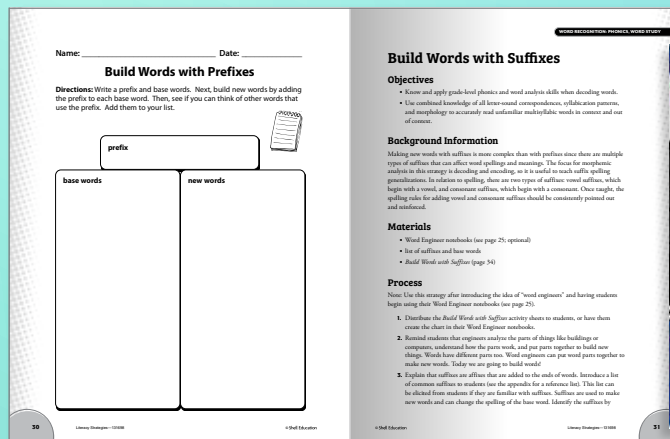 Name: ______________________ Date: ______________
Build Words with Prefixes
Directions: Write a prefix and base words. Next, build new words by adding
the prefix to each base word. Then, see if you can think of other words that
use the prefix. Add them to your list.
prefix
base words
new words
30
Literacy Strategies—131698
© Shell Education
WORD RECOGNITION: PHONICS, WORD STUDY
Build Words with Suffixes
Objectives
• Know and apply grade-level phonics and word analysis skills when decoding words.
• Use combined knowledge of all letter-sound correspondences, syllabication patterns,
and morphology to accurately read unfamiliar multisyllabic words in context and out
of context.
Background Information
Making new words with suffixes is more complex than with prefixes since there are multiple
types of suffixes that can affect word spellings and meanings. The focus for morphemic
analysis in this strategy is decoding and encoding, so it is useful to teach suffix spelling
generalizations. In relation to spelling, there are two types of suffixes: vowel suffixes, which
begin with a vowel, and consonant suffixes, which begin with a consonant. Once taught, the
spelling rules for adding vowel and consonant suffixes should be consistently pointed out
and reinforced.
Materials
• Word Engineer notebooks (see page 25; optional)
• list of suffixes and base words
• Build Words with Suffixes (page 34)
Process
Note: Use this strategy after introducing the idea of "word engineers" and having students
begin using their Word Engineer notebooks (see page 25).
1. Distribute the Build Words with Suffixes activity sheets to students, or have them
create the chart in their Word Engineer notebooks.
2. Remind students that engineers analyze the parts of things like buildings or
computers, understand how the parts work, and put parts together to build new
things. Words have different parts too. Word engineers can put word parts together to
make new words. Today we are going to build words!
3. Explain that suffixes are affixes that are added to the ends of words. Introduce a list
of common suffixes to students (see the appendix for a reference list). This list can
be elicited from students if they are familiar with suffixes. Suffixes are used to make
new words and can change the spelling of the base word. Identify the suffixes by
© Shell Education
Literacy Strategies—131698
31